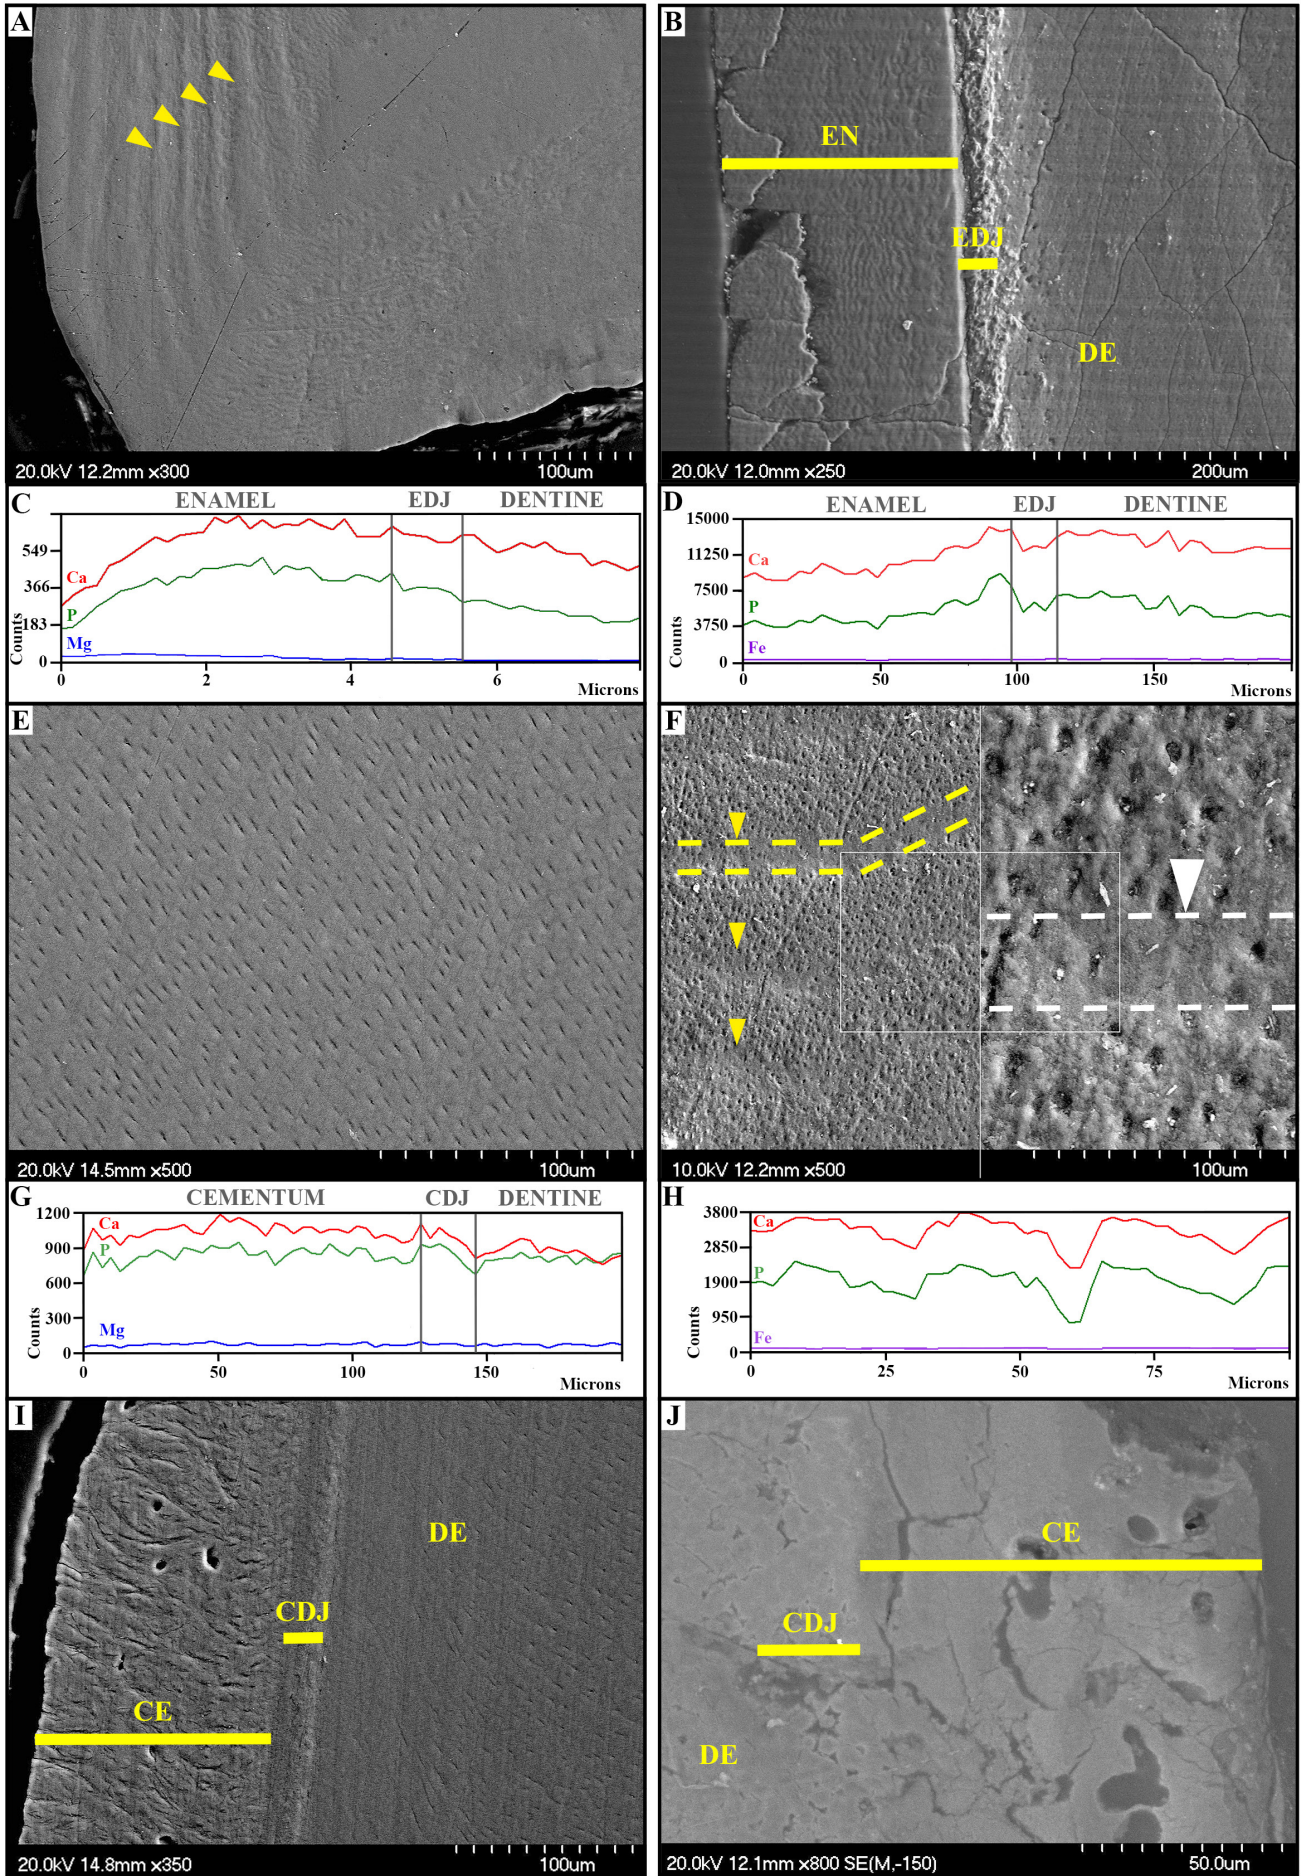 A
20.0kV 12.2mm x300
100um
B
EN
EDJ
DE
20.0kV 12.0mm x250
200um
C
ENAMEL EDJ DENTINE
549
366
183
0
Counts
Ca
P
Mg
0 2 4 6
Microns
D
ENAMEL EDJ DENTINE
15000
11250
7500
3750
0
Counts
Ca
P
Fe
0 50 100 150
Microns
E
20.0kV 14.5mm x500
100um
F
10.0kV 12.2mm x500
100um
G
CEMENTUM CDJ DENTINE
1200
900
600
300
0
Counts
Ca
P
Mg
0 50 100 150
Microns
H
3800
2850
1900
950
0
Counts
Ca
P
Fe
0 25 50 75
Microns
I
DE
CDJ
CE
20.0kV 14.8mm x350
100um
J
CE
CDJ
DE
20.0kV 12.1mm x800 SE(M,-150)
50.0um